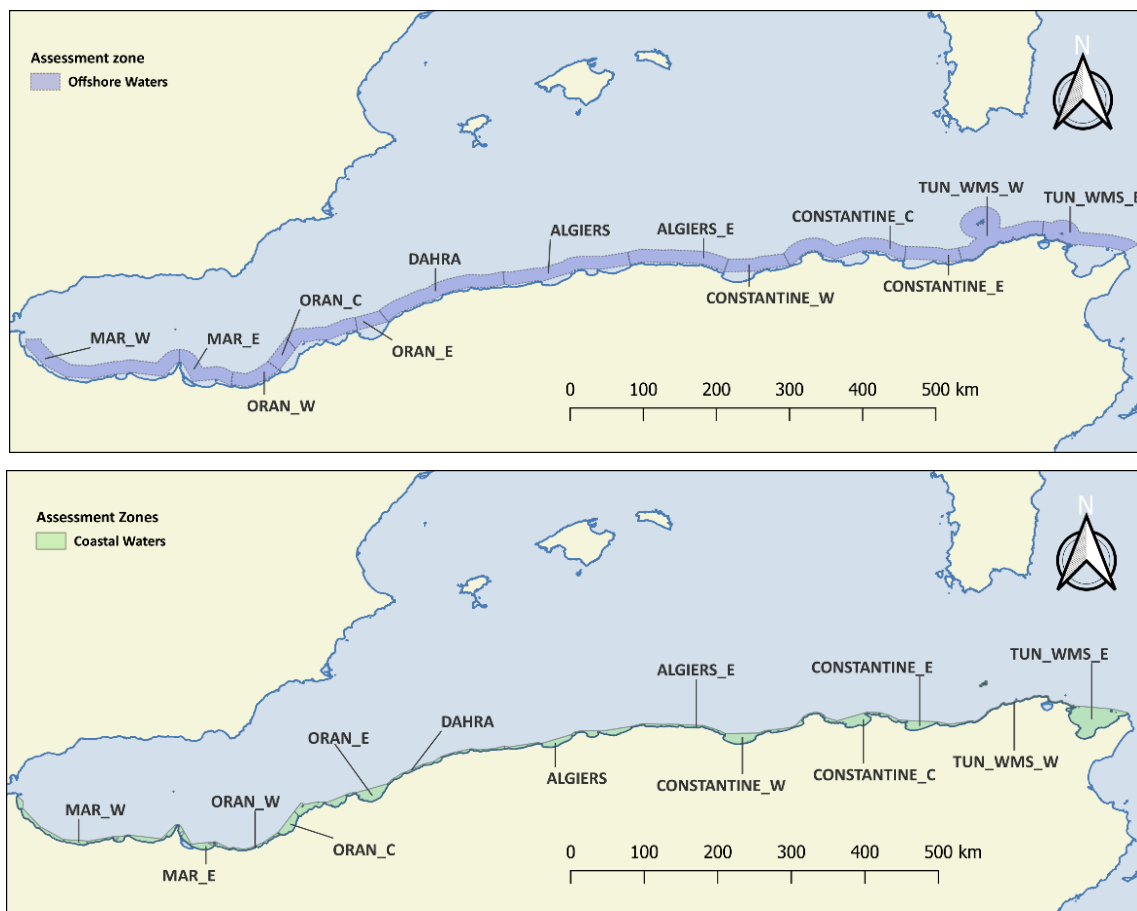 Assessment zone
Offshore Waters
N
TUN_WMS_W
TUN_WMS_E
CONSTANTINE_C
ALGIERS
ALGIERS_E
DAHRA
CONSTANTINE_E
CONSTANTINE_W
ORAN_C
MAR_W
MAR_E
ORAN_E
ORAN_W
0 100 200 300 400 500 km
Assessment Zones
Coastal Waters
N
TUN_WMS_E
ALGIERS_E
CONSTANTINE_E
DAHRA
ORAN_E
TUN_WMS_W
ALGIERS
CONSTANTINE_C
CONSTANTINE_W
ORAN_W
MAR_W
ORAN_C
MAR_E
0 100 200 300 400 500 km